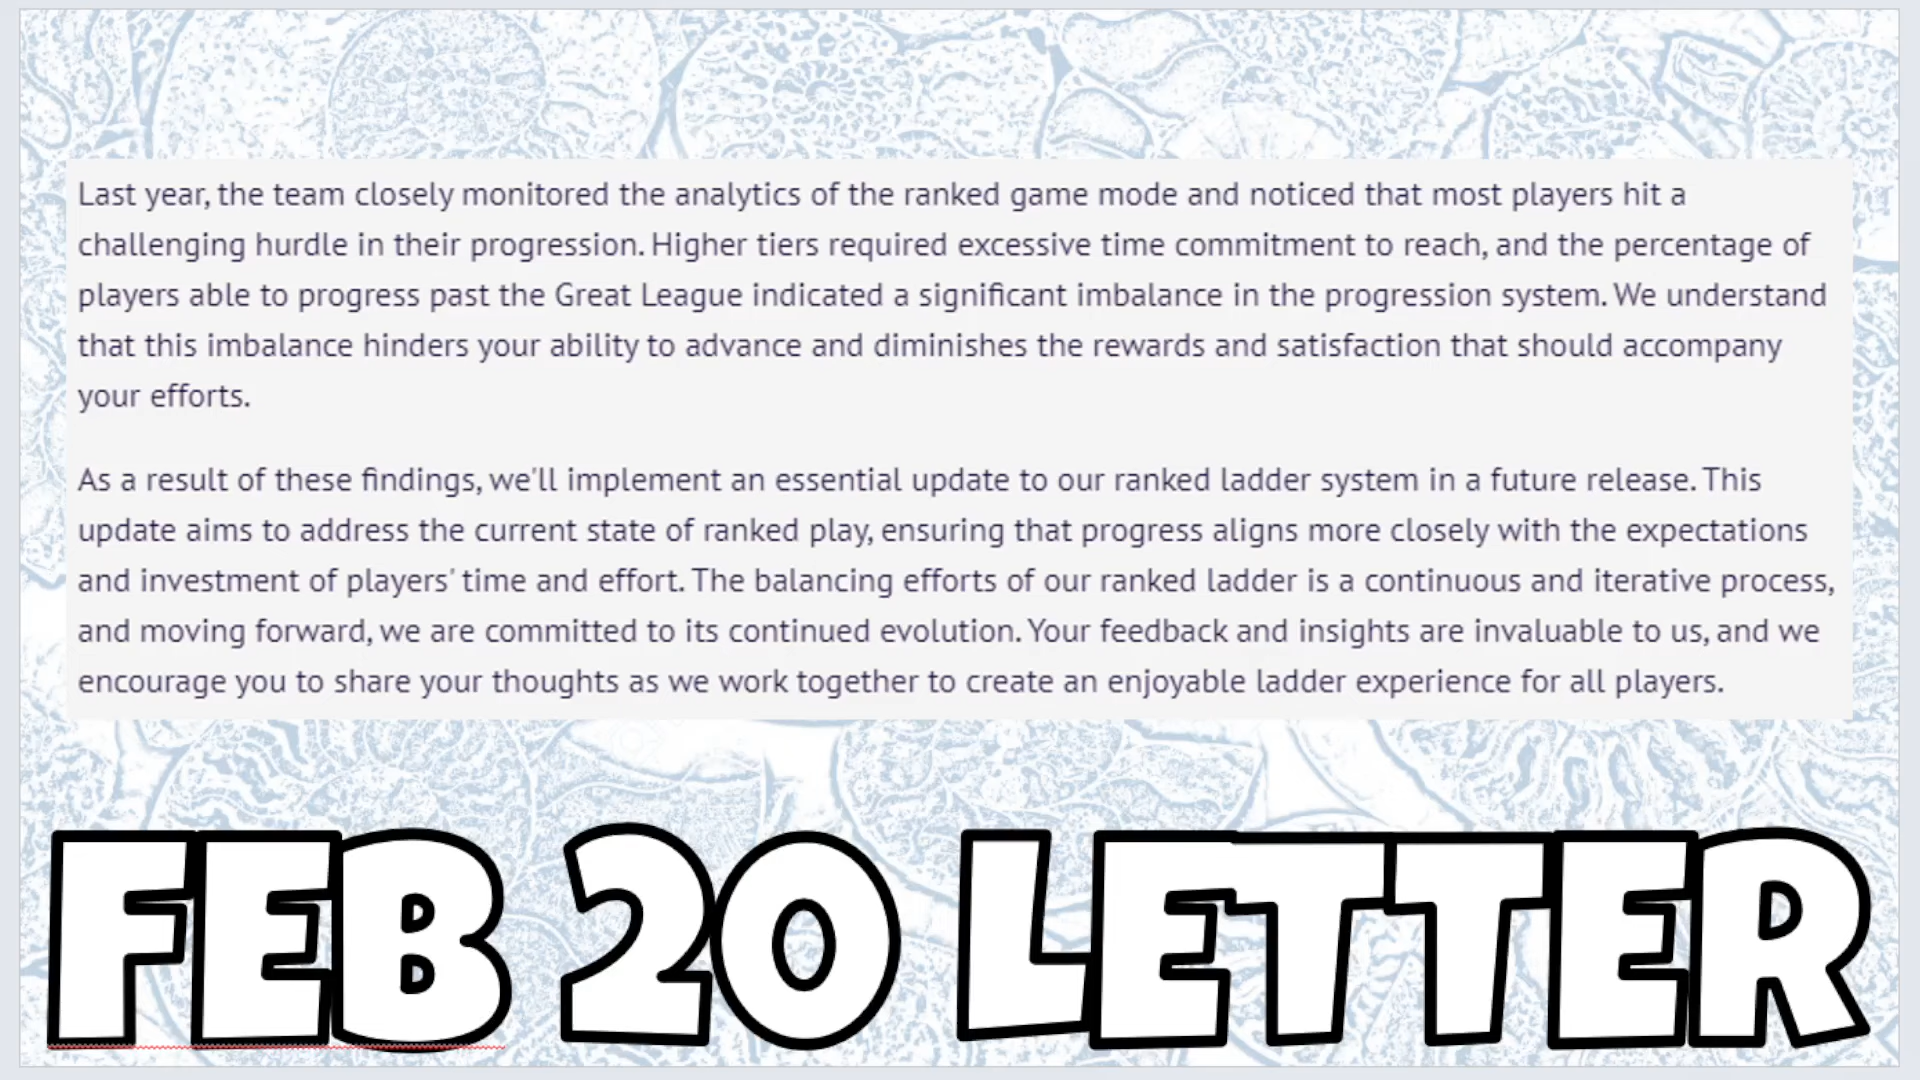 Last year, the team closely monitored the analytics of the ranked game mode and noticed that most players hit a
challenging hurdle in their progression. Higher tiers required excessive time commitment to reach, and the percentage of
players able to progress past the Great League indicated a significant imbalance in the progression system. We understand
that this imbalance hinders your ability to advance and diminishes the rewards and satisfaction that should accompany
your efforts.
As a result of these findings, we'll implement an essential update to our ranked ladder system in a future release. This
update aims to address the current state of ranked play, ensuring that progress aligns more closely with the expectations
and investment of players' time and effort. The balancing efforts of our ranked ladder is a continuous and iterative process,
and moving forward, we are committed to its continued evolution. Your feedback and insights are invaluable to us, and we
encourage you to share your thoughts as we work together to create an enjoyable ladder experience for all players.
FEB 20 LETTER